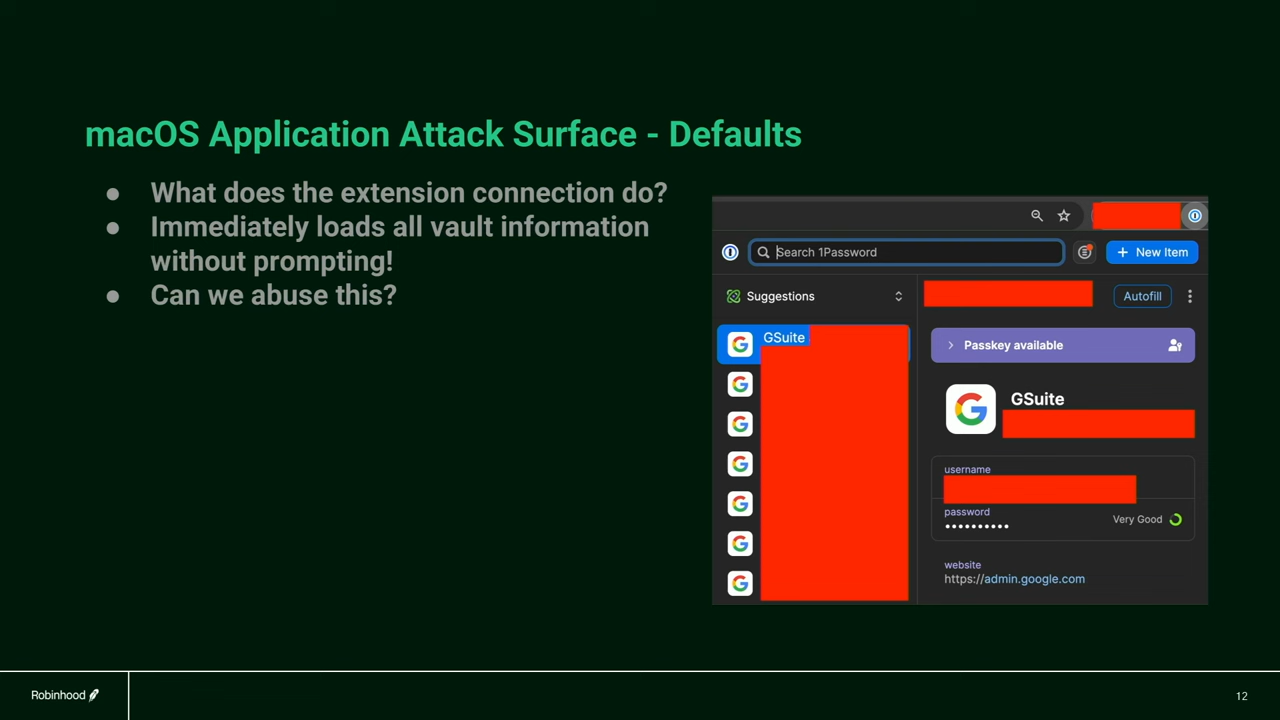 macOS Application Attack Surface - Defaults
● What does the extension connection do?
● Immediately loads all vault information
without prompting!
● Can we abuse this?
Search 1Password
+ New Item
Suggestions
Autofill
GSuite
Passkey available
GSuite
username
password
••••••••••
Very Good
website
https://admin.google.com
Robinhood
12